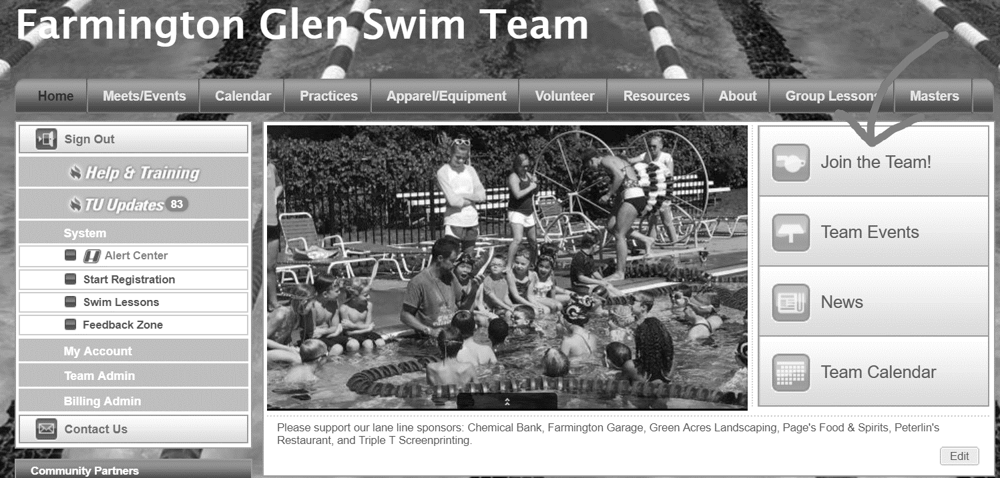 Farmington Glen Swim Team
Home Meets/Events Calendar Practices Apparel/Equipment Volunteer Resources About Group Lessons Masters
Sign Out
Help & Training
TU Updates 83
System
Alert Center
Start Registration
Swim Lessons
Feedback Zone
My Account
Team Admin
Billing Admin
Contact Us
Community Partners
Join the Team!
Team Events
News
Team Calendar
Please support our lane line sponsors: Chemical Bank, Farmington Garage, Green Acres Landscaping, Page's Food & Spirits, Peterlin's
Restaurant, and Triple T Screenprinting.
Edit